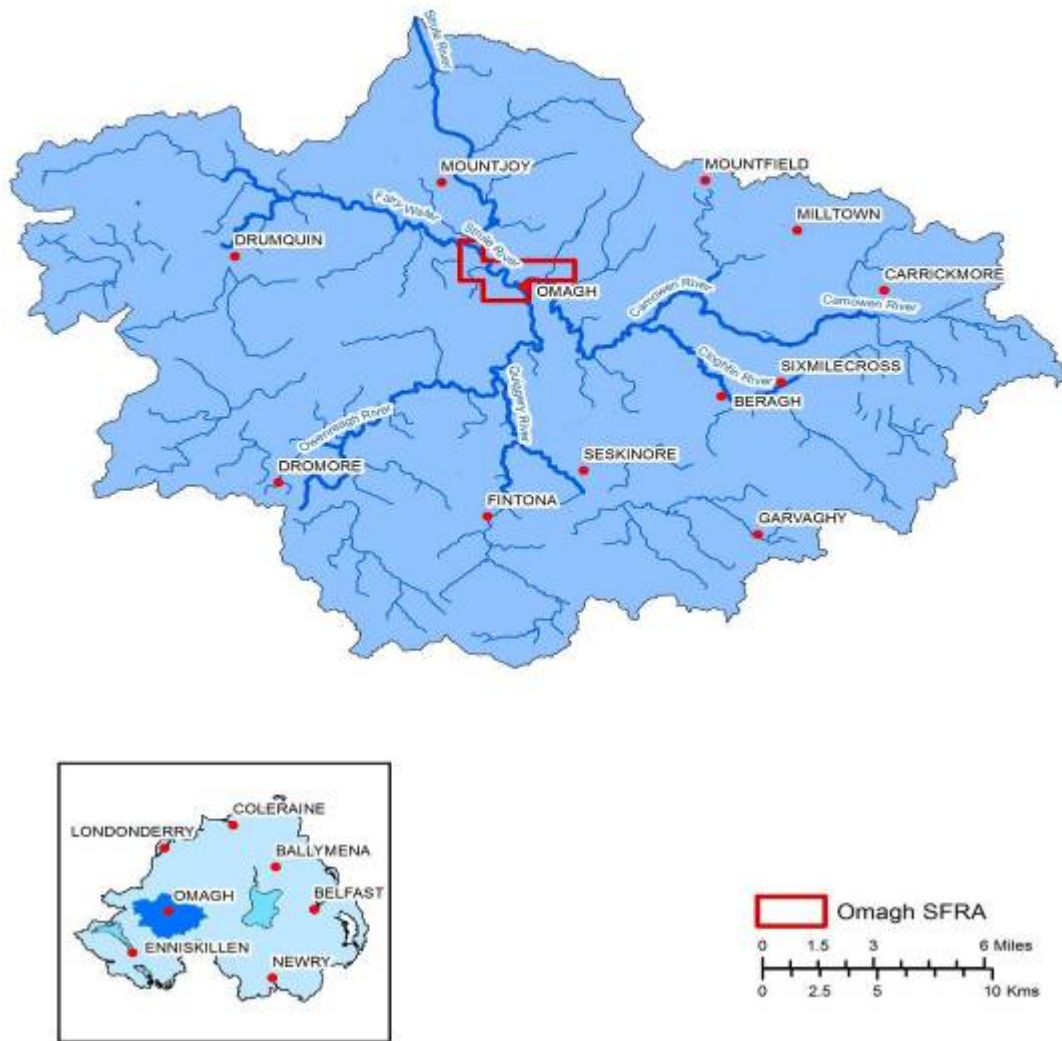 Strule River
MOUNTJOY
MOUNTFIELD
Fairy Water
Strule River
MILLTOWN
DRUMQUIN
CARRICKMORE
OMAGH
Camowen River
Camowen River
Cloghfin River
SIXMILECROSS
BERAGH
Quiggery River
Owenreagh River
SESKINORE
DROMORE
FINTONA
GARVAGHY
COLERAINE
LONDONDERRY
BALLYMENA
OMAGH
BELFAST
ENNISKILLEN
NEWRY
Omagh SFRA
0 1.5 3 6 Miles
0 2.5 5 10 Kms